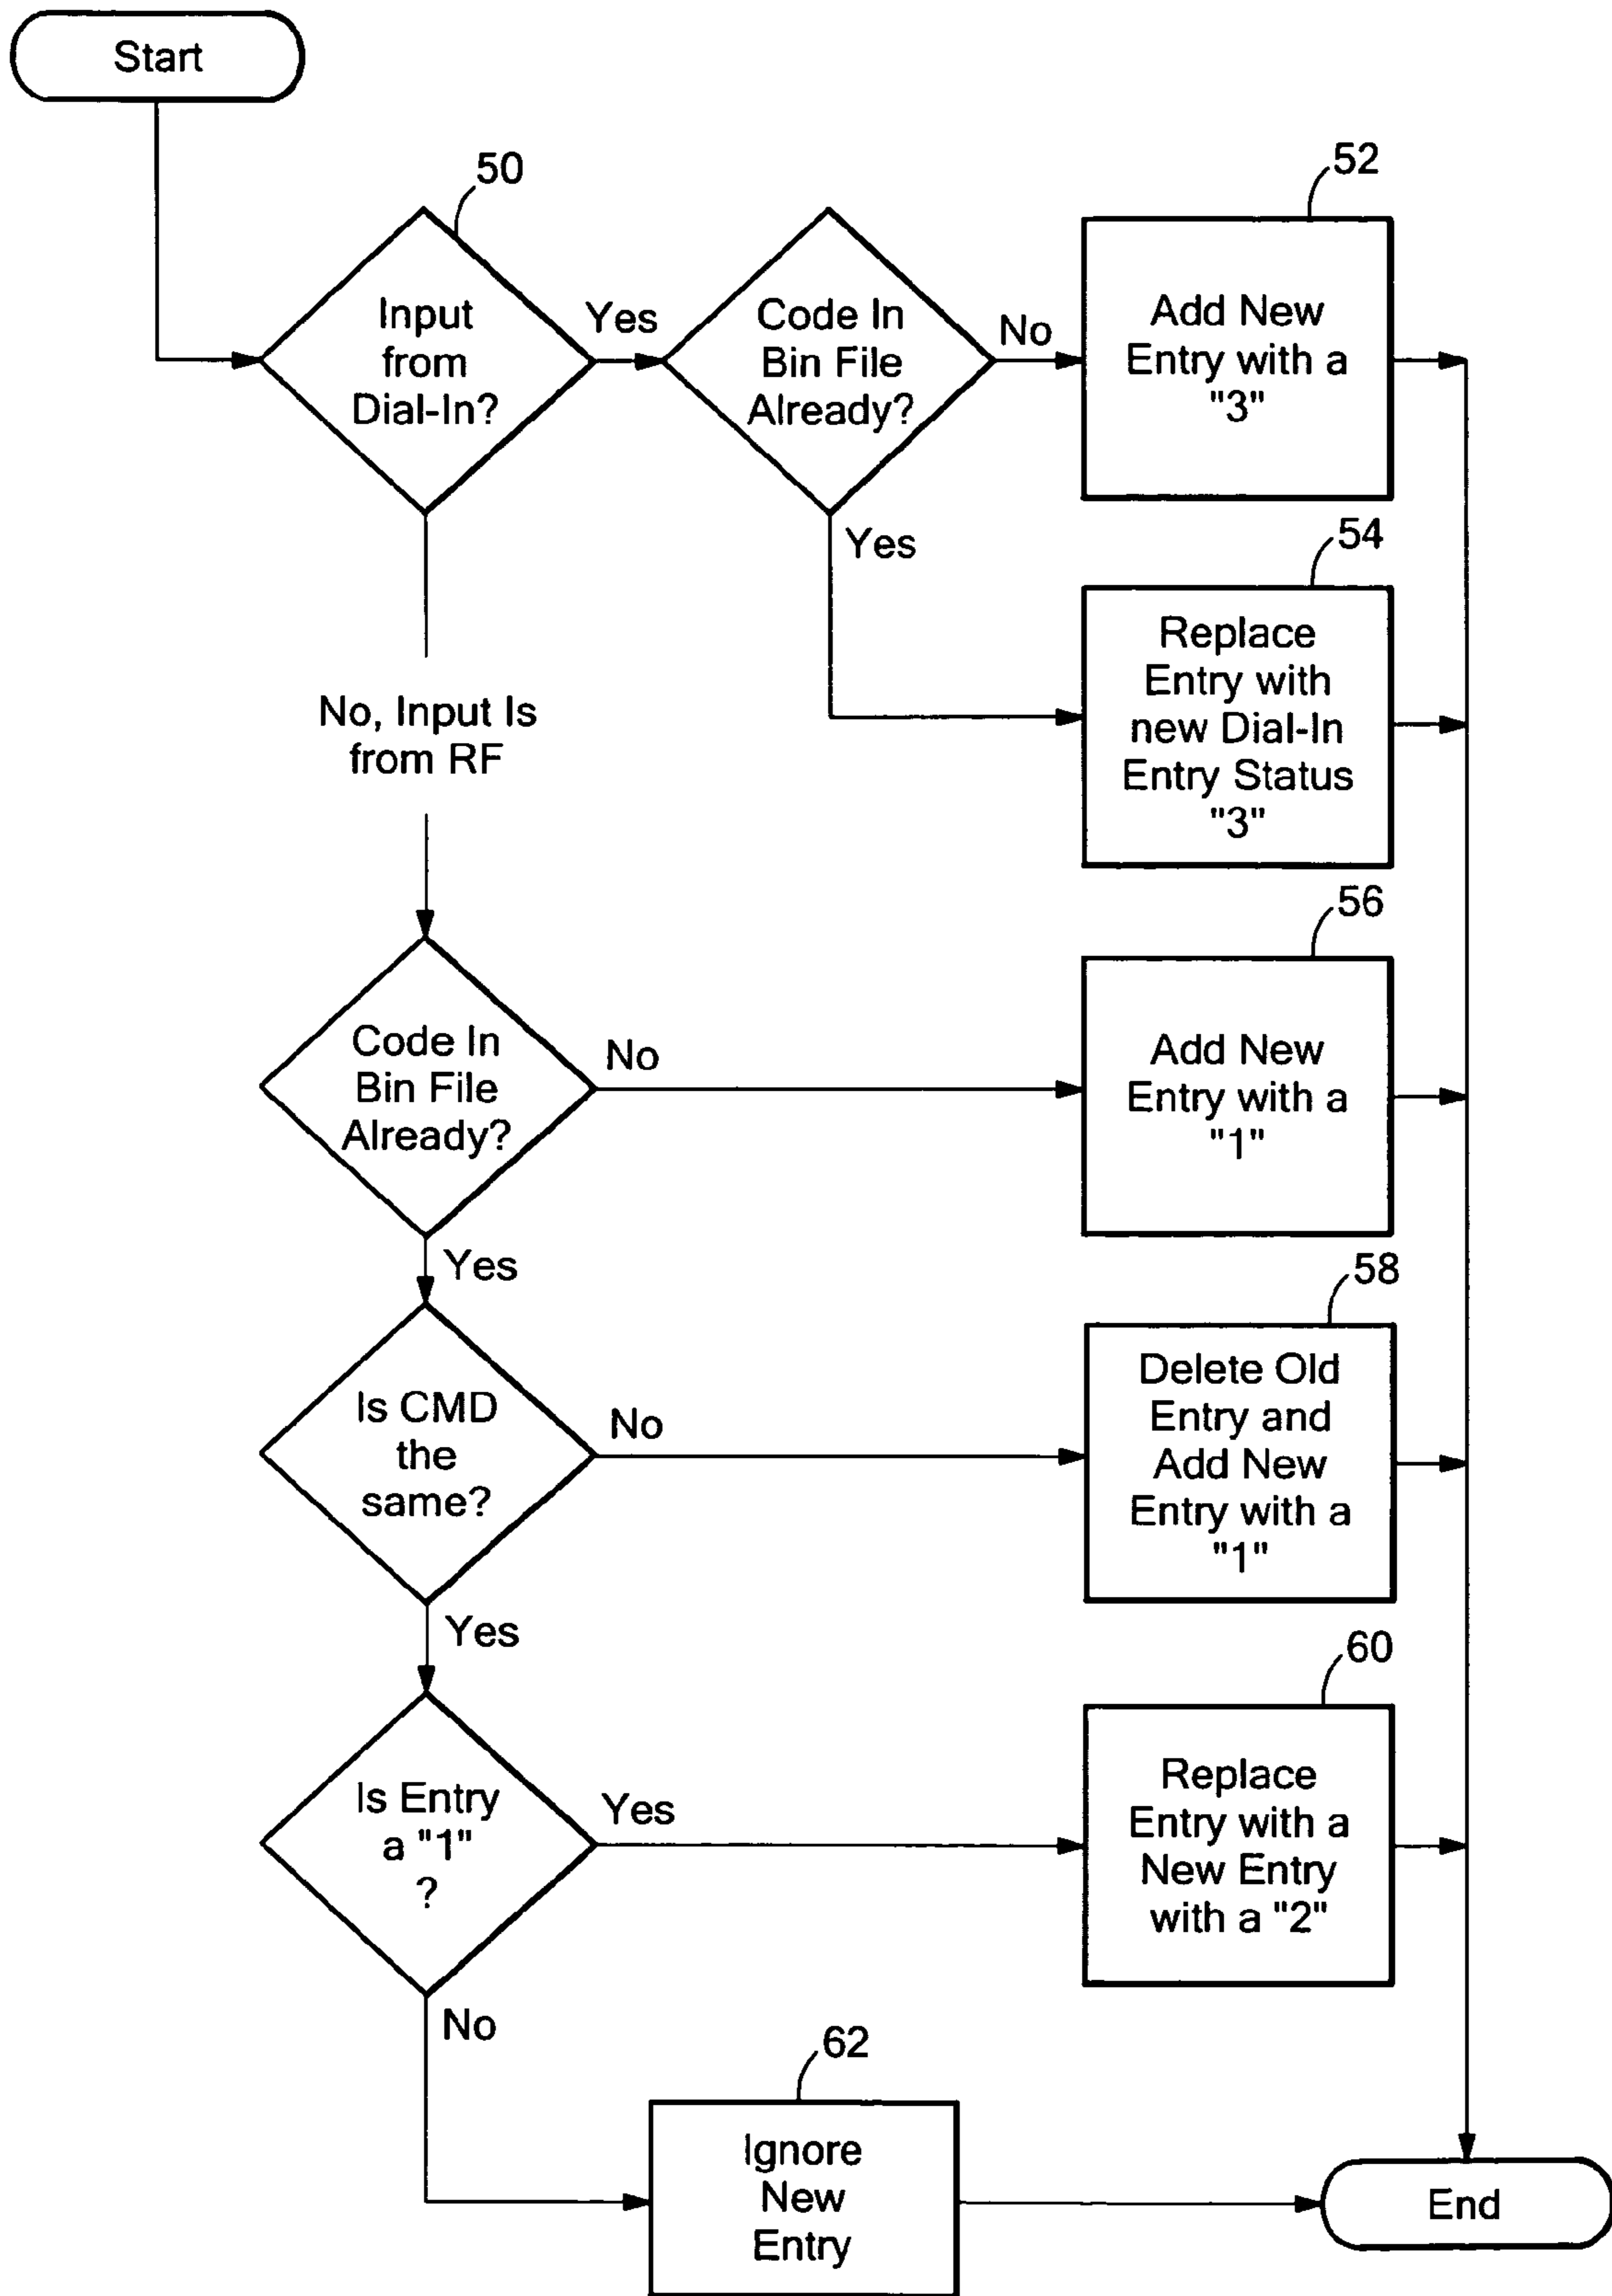 Start
50
Input
from
Dial-In?
Yes
Code In
Bin File
Already?
No
52
Add New
Entry with a
"3"
Yes
54
Replace
Entry with
new Dial-In
Entry Status
"3"
No, Input Is
from RF
Code In
Bin File
Already?
No
56
Add New
Entry with a
"1"
Yes
Is CMD
the
same?
No
58
Delete Old
Entry and
Add New
Entry with a
"1"
Yes
Is Entry
a "1"
?
Yes
60
Replace
Entry with a
New Entry
with a "2"
No
62
Ignore
New
Entry
End